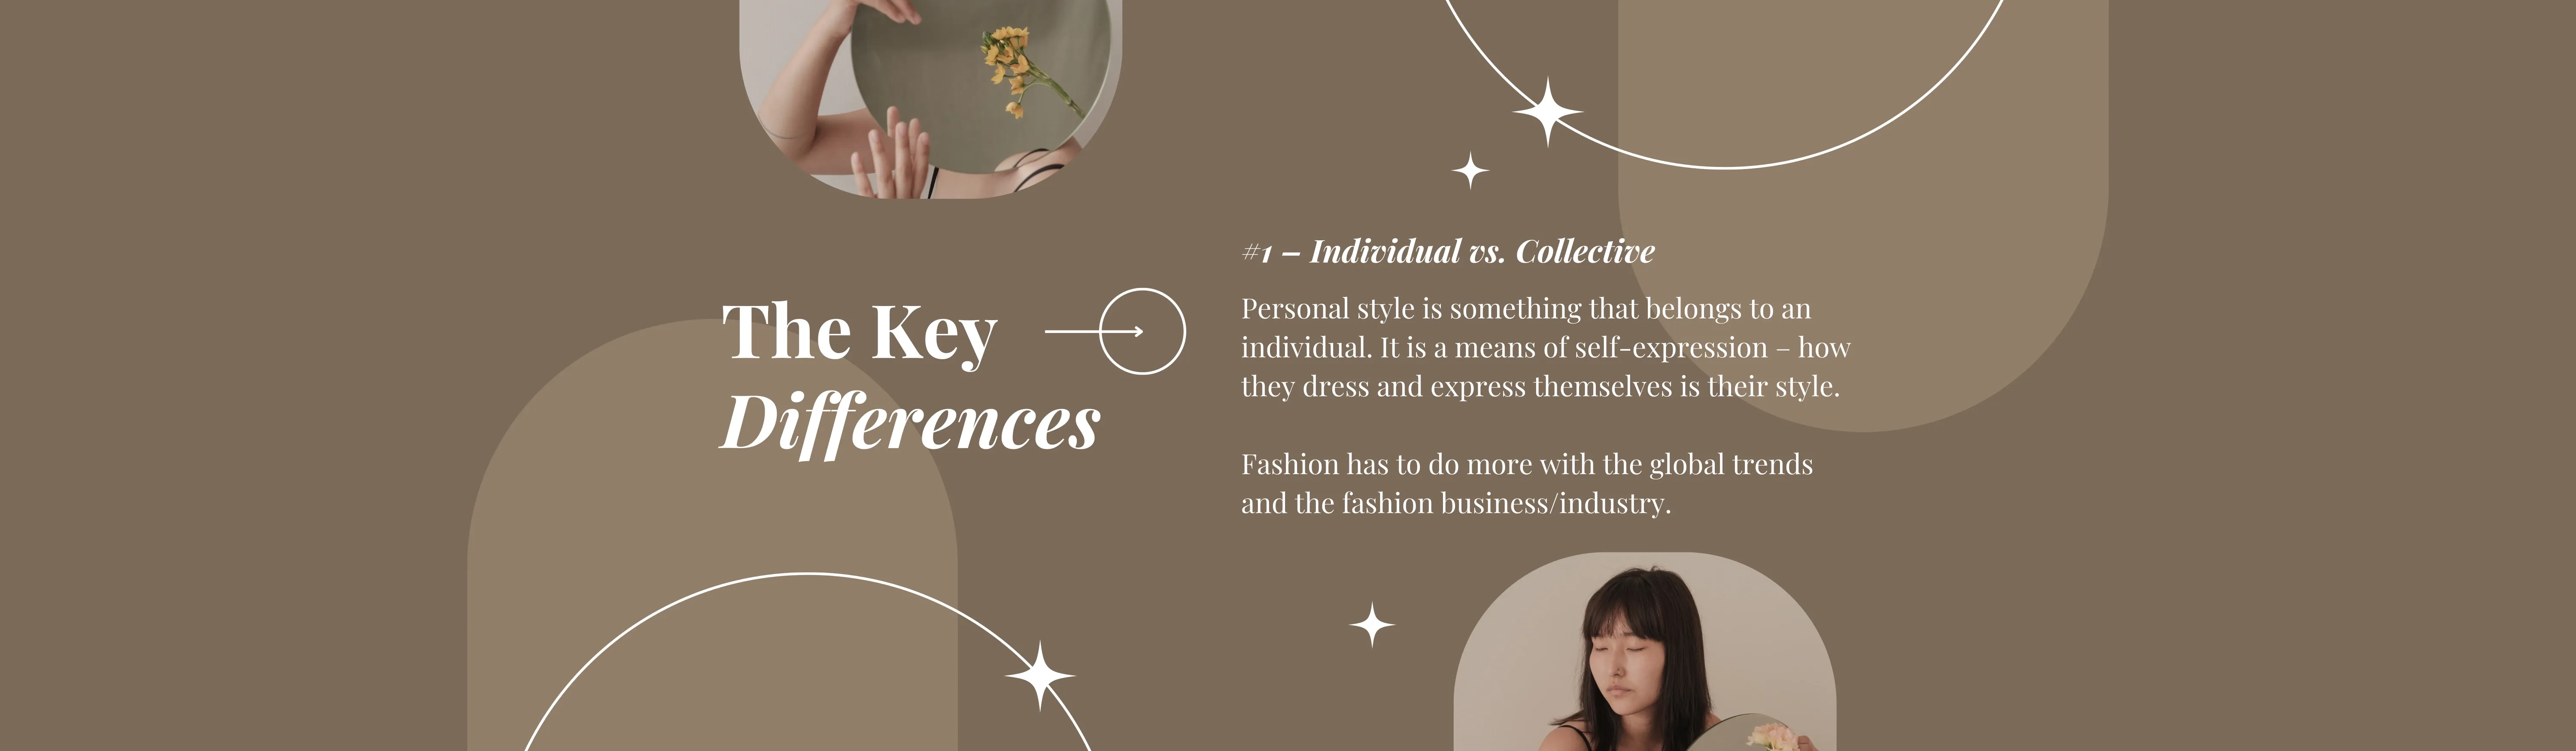 The Key
Differences
#1 – Individual vs. Collective
Personal style is something that belongs to an
individual. It is a means of self-expression – how
they dress and express themselves is their style.
Fashion has to do more with the global trends
and the fashion business/industry.